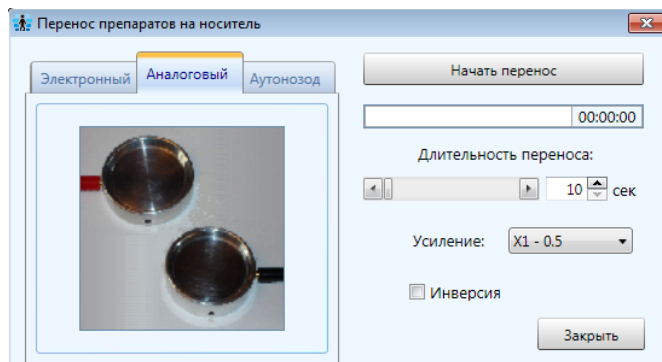 Перенос препаратов на носитель
Электронный
Аналоговый
Аутонозод
Начать перенос
00:00:00
Длительность переноса:
10 сек
Усиление: X1 - 0.5
Инверсия
Закрыть